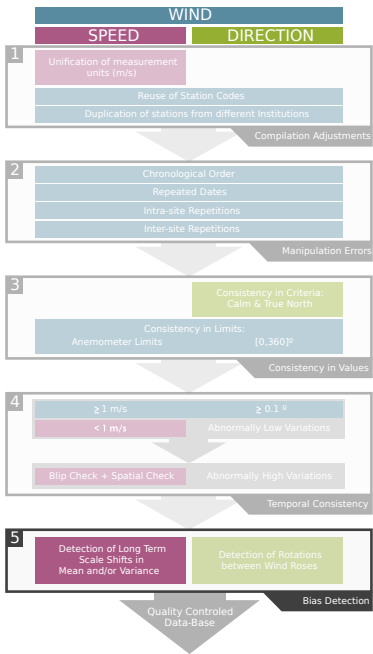 WIND
SPEED
DIRECTION
1
Unification of measurement
units (m/s)
Reuse of Station Codes
Duplication of stations from different Institutions
Compilation Adjustments
2
Chronological Order
Repeated Dates
Intra-site Repetitions
Inter-site Repetitions
Manipulation Errors
3
Consistency in Criteria:
Calm & True North
Consistency in Limits:
Anemometer Limits
[0,360]º
Consistency in Values
4
≥ 1 m/s
≥ 0.1 º
< 1 m/s
Abnormally Low Variations
Blip Check + Spatial Check
Abnormally High Variations
Temporal Consistency
5
Detection of Long Term
Scale Shifts in
Mean and/or Variance
Detection of Rotations
between Wind Roses
Bias Detection
Quality Controled
Data-Base